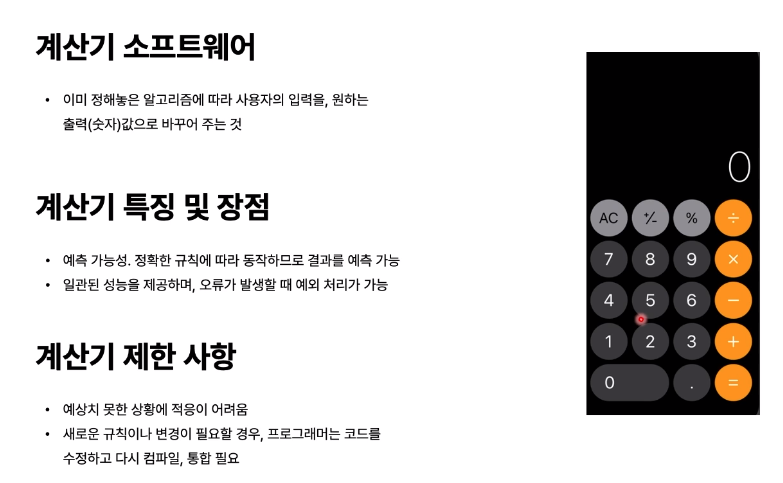 계산기 소프트웨어
• 이미 정해놓은 알고리즘에 따라 사용자의 입력을, 원하는
출력(숫자)값으로 바꾸어 주는 것
계산기 특징 및 장점
• 예측 가능성. 정확한 규칙에 따라 동작하므로 결과를 예측 가능
• 일관된 성능을 제공하며, 오류가 발생할 때 예외 처리가 가능
계산기 제한 사항
• 예상치 못한 상황에 적응이 어려움
• 새로운 규칙이나 변경이 필요할 경우, 프로그래머는 코드를
수정하고 다시 컴파일, 통합 필요
0
AC +/- % ÷
7 8 9 ×
4 5 6 −
1 2 3 +
0 . =